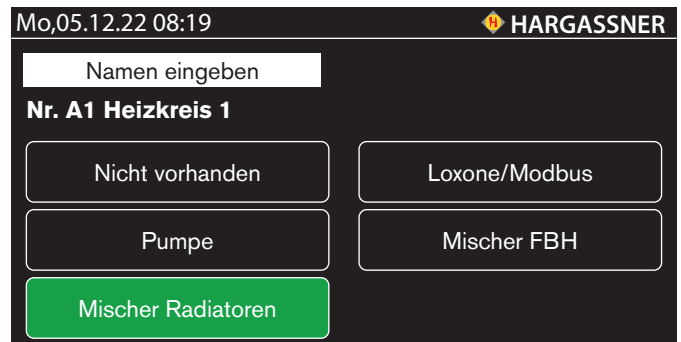 Mo,05.12.22 08:19 HARGASSNER
Namen eingeben
Nr. A1 Heizkreis 1
Nicht vorhanden Loxone/Modbus
Pumpe Mischer FBH
Mischer Radiatoren